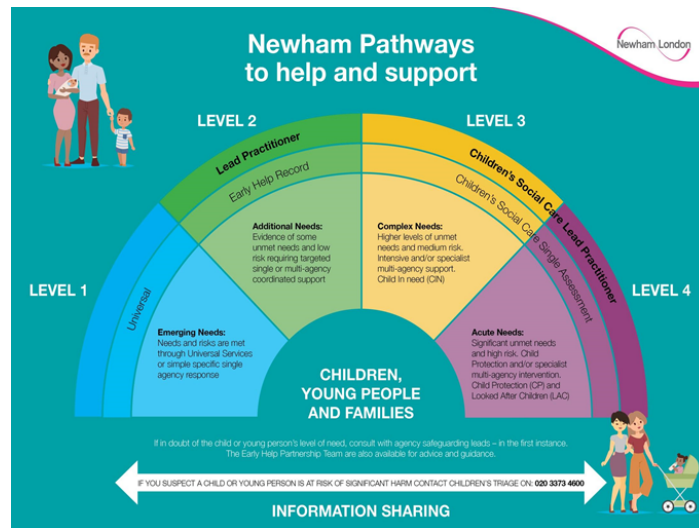 Newham Pathways
to help and support
Newham London
LEVEL 1
LEVEL 2
LEVEL 3
LEVEL 4
Universal
Lead Practitioner
Early Help Record
Children's Social Care Lead Practitioner
Children's Social Care Single Assessment
Emerging Needs:
Needs and risks are met
through Universal Services
or simple specific single
agency response
Additional Needs:
Evidence of some
unmet needs and low
risk requiring targeted
single or multi-agency
coordinated support
Complex Needs:
Higher levels of unmet
needs and medium risk.
Intensive and/or specialist
multi-agency support.
Child In need (CIN)
Acute Needs:
Significant unmet needs
and high risk. Child
Protection and/or specialist
multi-agency intervention.
Child Protection (CP) and
Looked After Children (LAC)
CHILDREN,
YOUNG PEOPLE
AND FAMILIES
If in doubt of the child or young person's level of need, consult with agency safeguarding leads – in the first instance.
The Early Help Partnership Team are also available for advice and guidance.
IF YOU SUSPECT A CHILD OR YOUNG PERSON IS AT RISK OF SIGNIFICANT HARM CONTACT CHILDREN'S TRIAGE ON: 020 3373 4600
INFORMATION SHARING